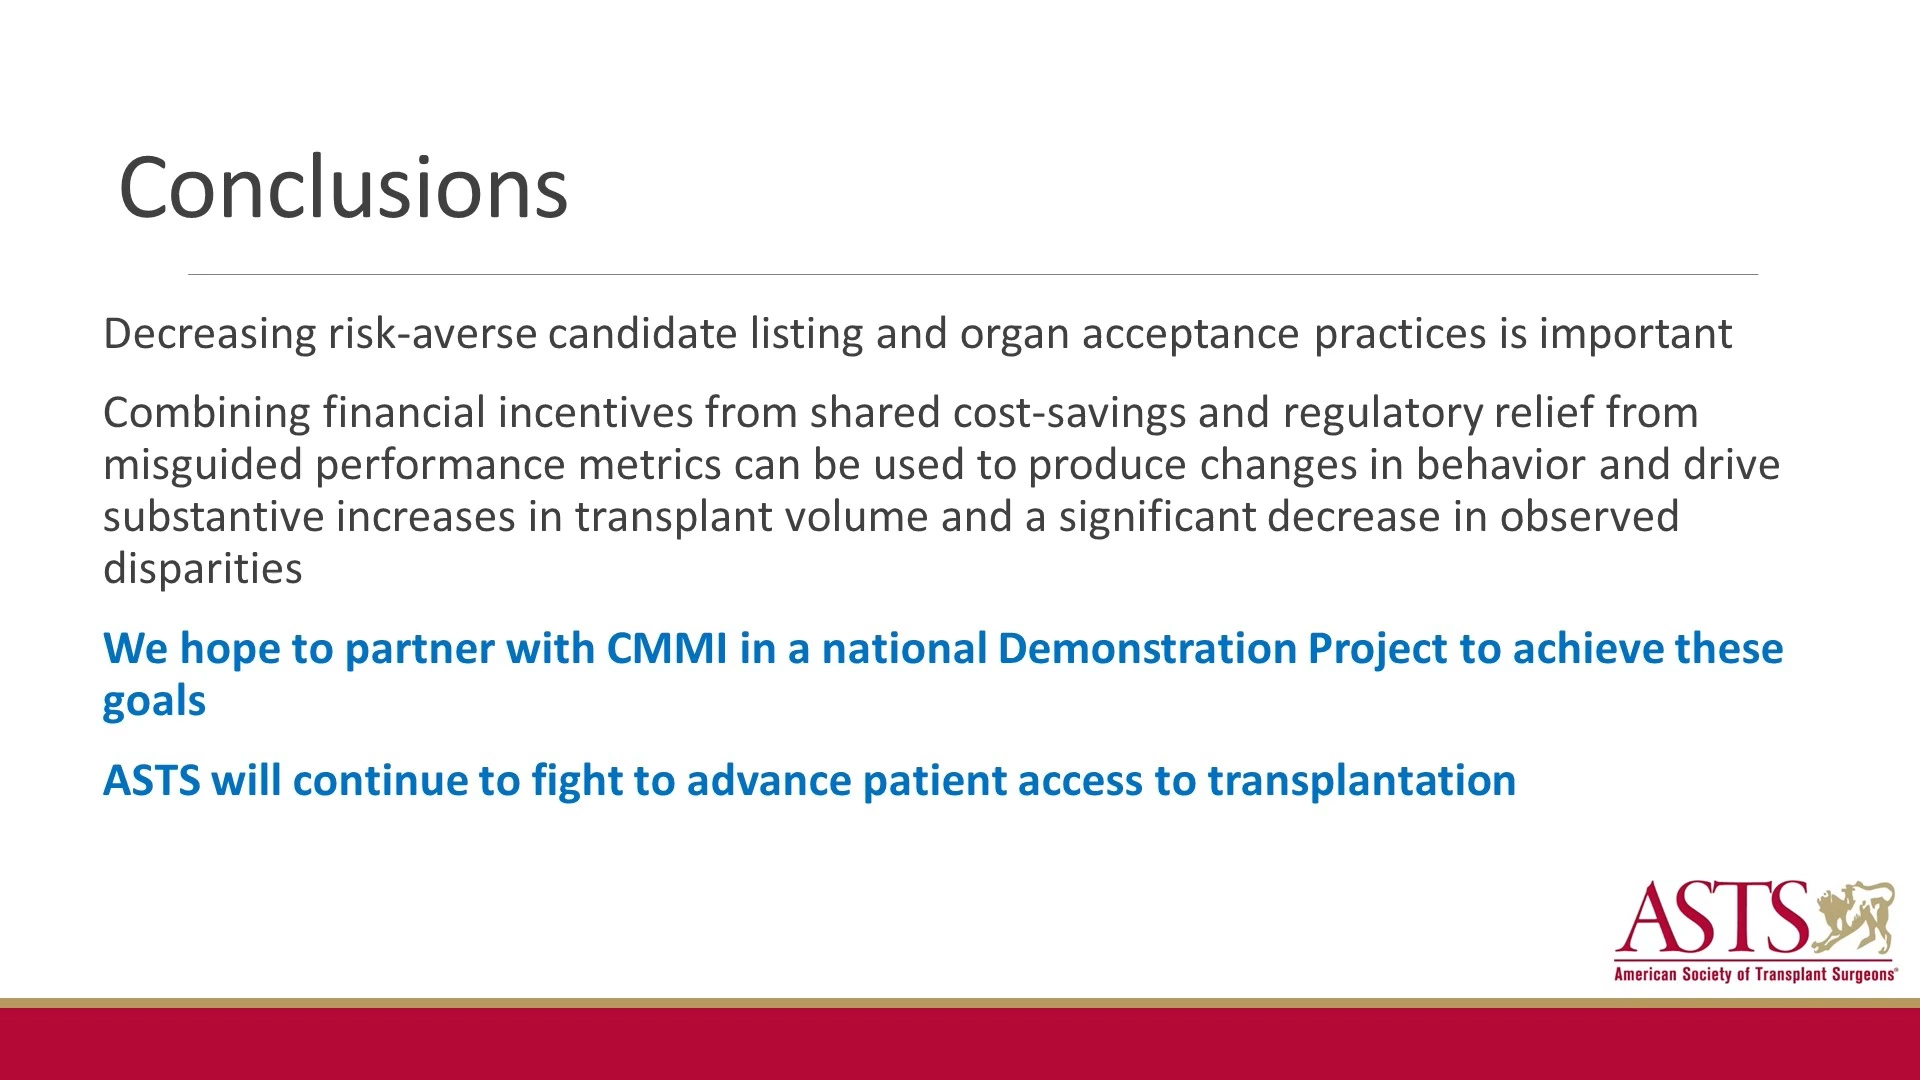 Conclusions
Decreasing risk-averse candidate listing and organ acceptance practices is important
Combining financial incentives from shared cost-savings and regulatory relief from
misguided performance metrics can be used to produce changes in behavior and drive
substantive increases in transplant volume and a significant decrease in observed
disparities
We hope to partner with CMMI in a national Demonstration Project to achieve these
goals
ASTS will continue to fight to advance patient access to transplantation
ASTS
American Society of Transplant Surgeons®